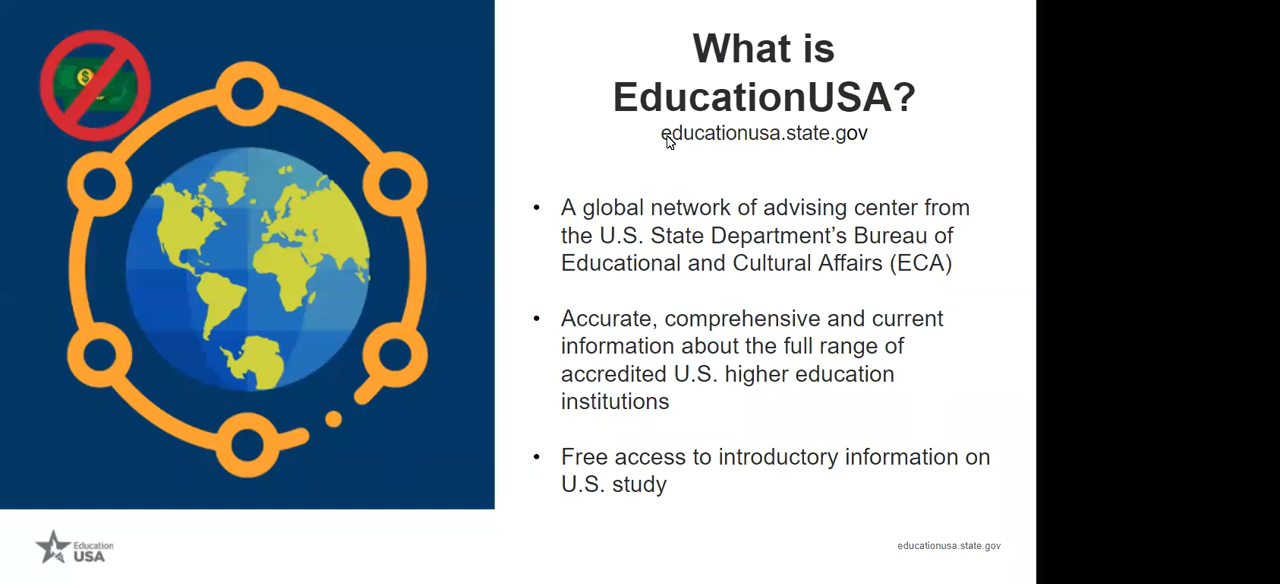 What is
EducationUSA?
educationusa.state.gov
• A global network of advising center from
the U.S. State Department’s Bureau of
Educational and Cultural Affairs (ECA)
• Accurate, comprehensive and current
information about the full range of
accredited U.S. higher education
institutions
• Free access to introductory information on
U.S. study
$
Education
USA
educationusa.state.gov